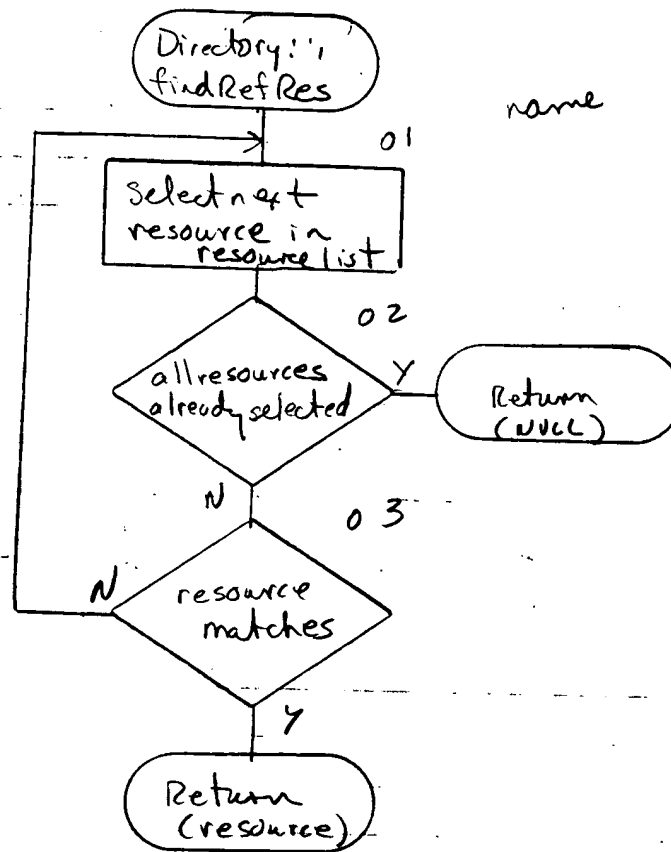 Directory::
findRefRes
name
01
Select next
resource in
resource list
02
all resources
already selected
Y
Return
(NULL)
N
03
N
resource
matches
Y
Return
(resource)